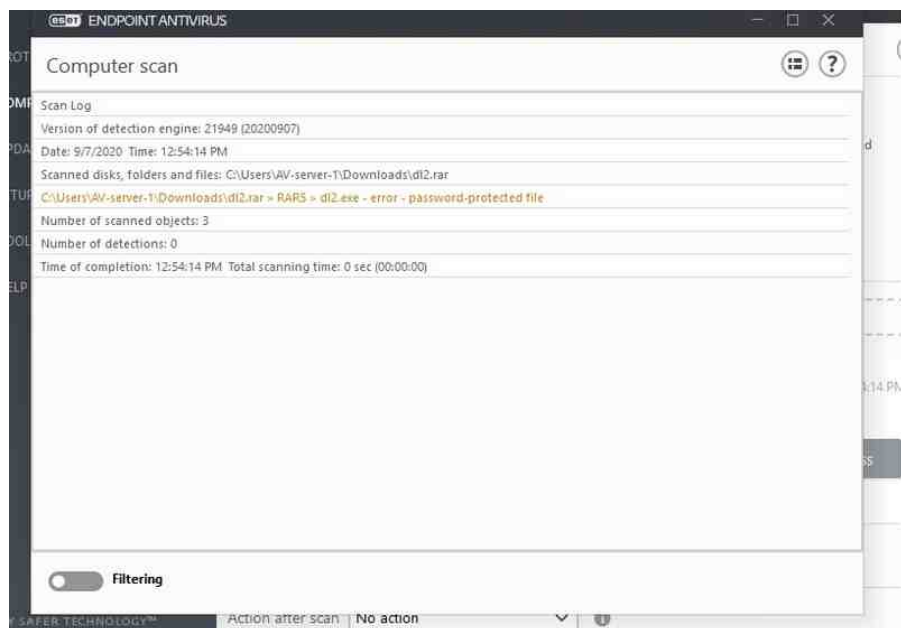 eseT ENDPOINT ANTIVIRUS
Computer scan
Scan Log
Version of detection engine: 21949 (20200907)
Date: 9/7/2020 Time: 12:54:14 PM
Scanned disks, folders and files: C:\Users\AV-server-1\Downloads\dl2.rar
C:\Users\AV-server-1\Downloads\dl2.rar > RAR5 > dl2.exe - error - password-protected file
Number of scanned objects: 3
Number of detections: 0
Time of completion: 12:54:14 PM Total scanning time: 0 sec (00:00:00)
Filtering
Action after scan No action
SAFER TECHNOLOGY™